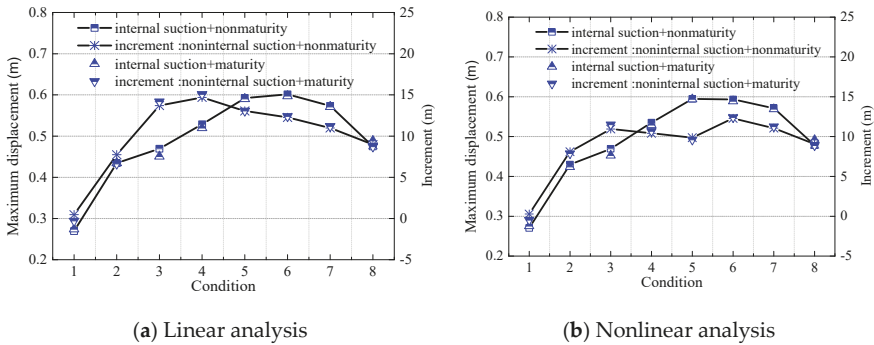 internal suction+nonmaturity
increment :noninternal suction+nonmaturity
internal suction+maturity
increment :noninternal suction+maturity
Maximum displacement (m)
0.8
0.7
0.6
0.5
0.4
0.3
0.2
25
20
15
10
5
0
-5
Increment (m)
1 2 3 4 5 6 7 8
Condition
(a) Linear analysis
internal suction+nonmaturity
increment :noninternal suction+nonmaturity
internal suction+maturity
increment :noninternal suction+maturity
Maximum displacement (m)
0.8
0.7
0.6
0.5
0.4
0.3
0.2
25
20
15
10
5
0
-5
Increment (m)
1 2 3 4 5 6 7 8
Condition
(b) Nonlinear analysis